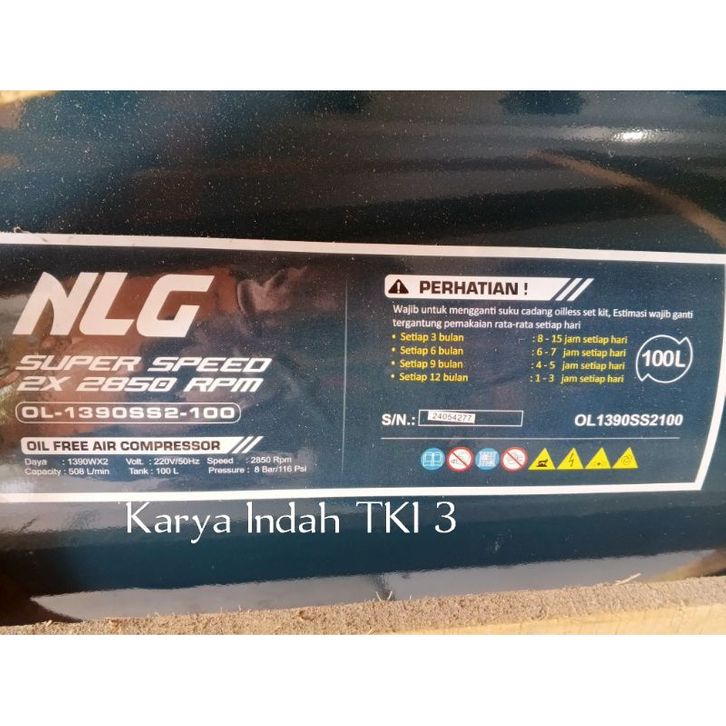 NLG
SUPER SPEED
2X 2850 RPM
OL-1390SS2-100
OIL FREE AIR COMPRESSOR
Daya : 1390WX2 Volt. : 220V/50Hz Speed : 2850 Rpm
Capacity : 508 L/min Tank : 100 L Pressure : 8 Bar/116 Psi
PERHATIAN !
Wajib untuk mengganti suku cadang oilless set kit, Estimasi wajib ganti
tergantung pemakaian rata-rata setiap hari
• Setiap 3 bulan : 8 - 15 jam setiap hari
• Setiap 6 bulan : 6 - 7 jam setiap hari
• Setiap 9 bulan : 4 - 5 jam setiap hari
• Setiap 12 bulan : 1 - 3 jam setiap hari
100L
S/N.: 24054277
OL1390SS2100
Karya Indah TKI 3